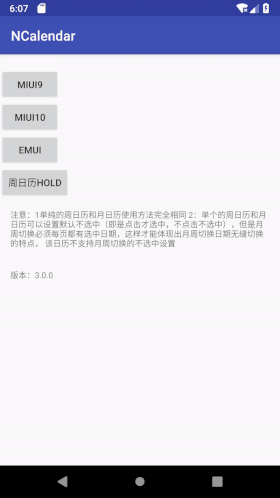 6:07
NCalendar
MIUI9
MIUI10
EMUI
周日历HOLD
注意：1单纯的周日历和月日历使用方法完全相同 2：单个的周日历和月
日历可以设置默认不选中（即是点击才选中，不点击不选中），但是月
周切换必须每页都有选中日期，这样才能体现出月周切换日期无缝切换
的特点， 该日历不支持月周切换的不选中设置
版本：3.0.0